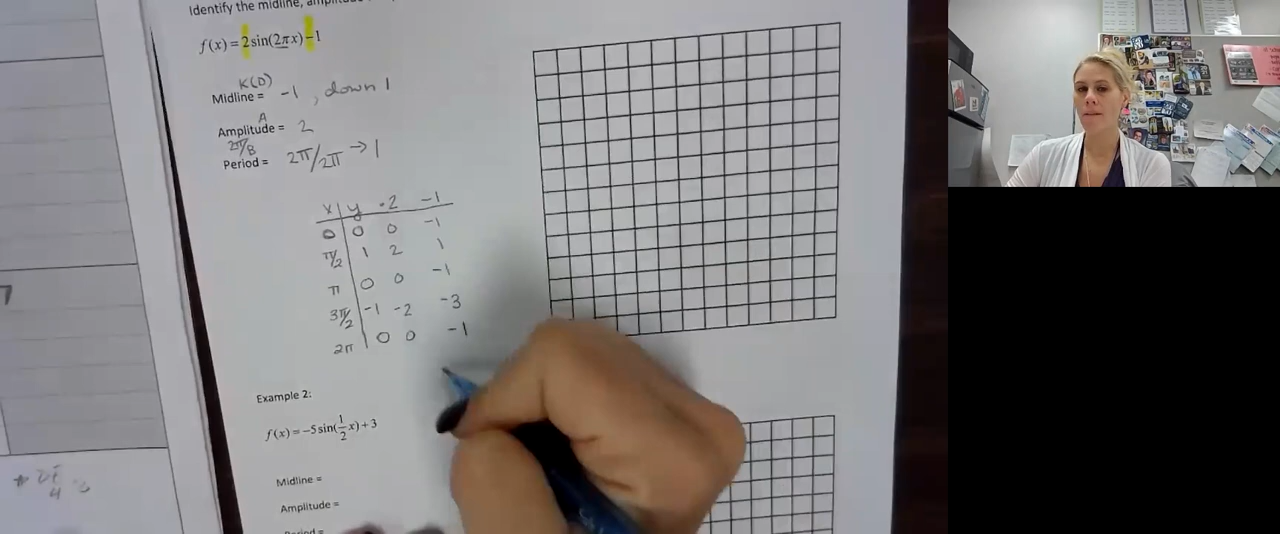 Identify the midline,
f(x) = 2sin(2πx) −1
K(D)
Midline = -1, down 1
A
Amplitude = 2
2π/B
Period = 2π/2π → 1
x y ·2 -1
0 0 0 -1
π/2 1 2 1
π 0 0 -1
3π/2 -1 -2 -3
2π 0 0 -1
Example 2:
f(x) = −5sin(1/2 x) + 3
Midline =
Amplitude =
Period =